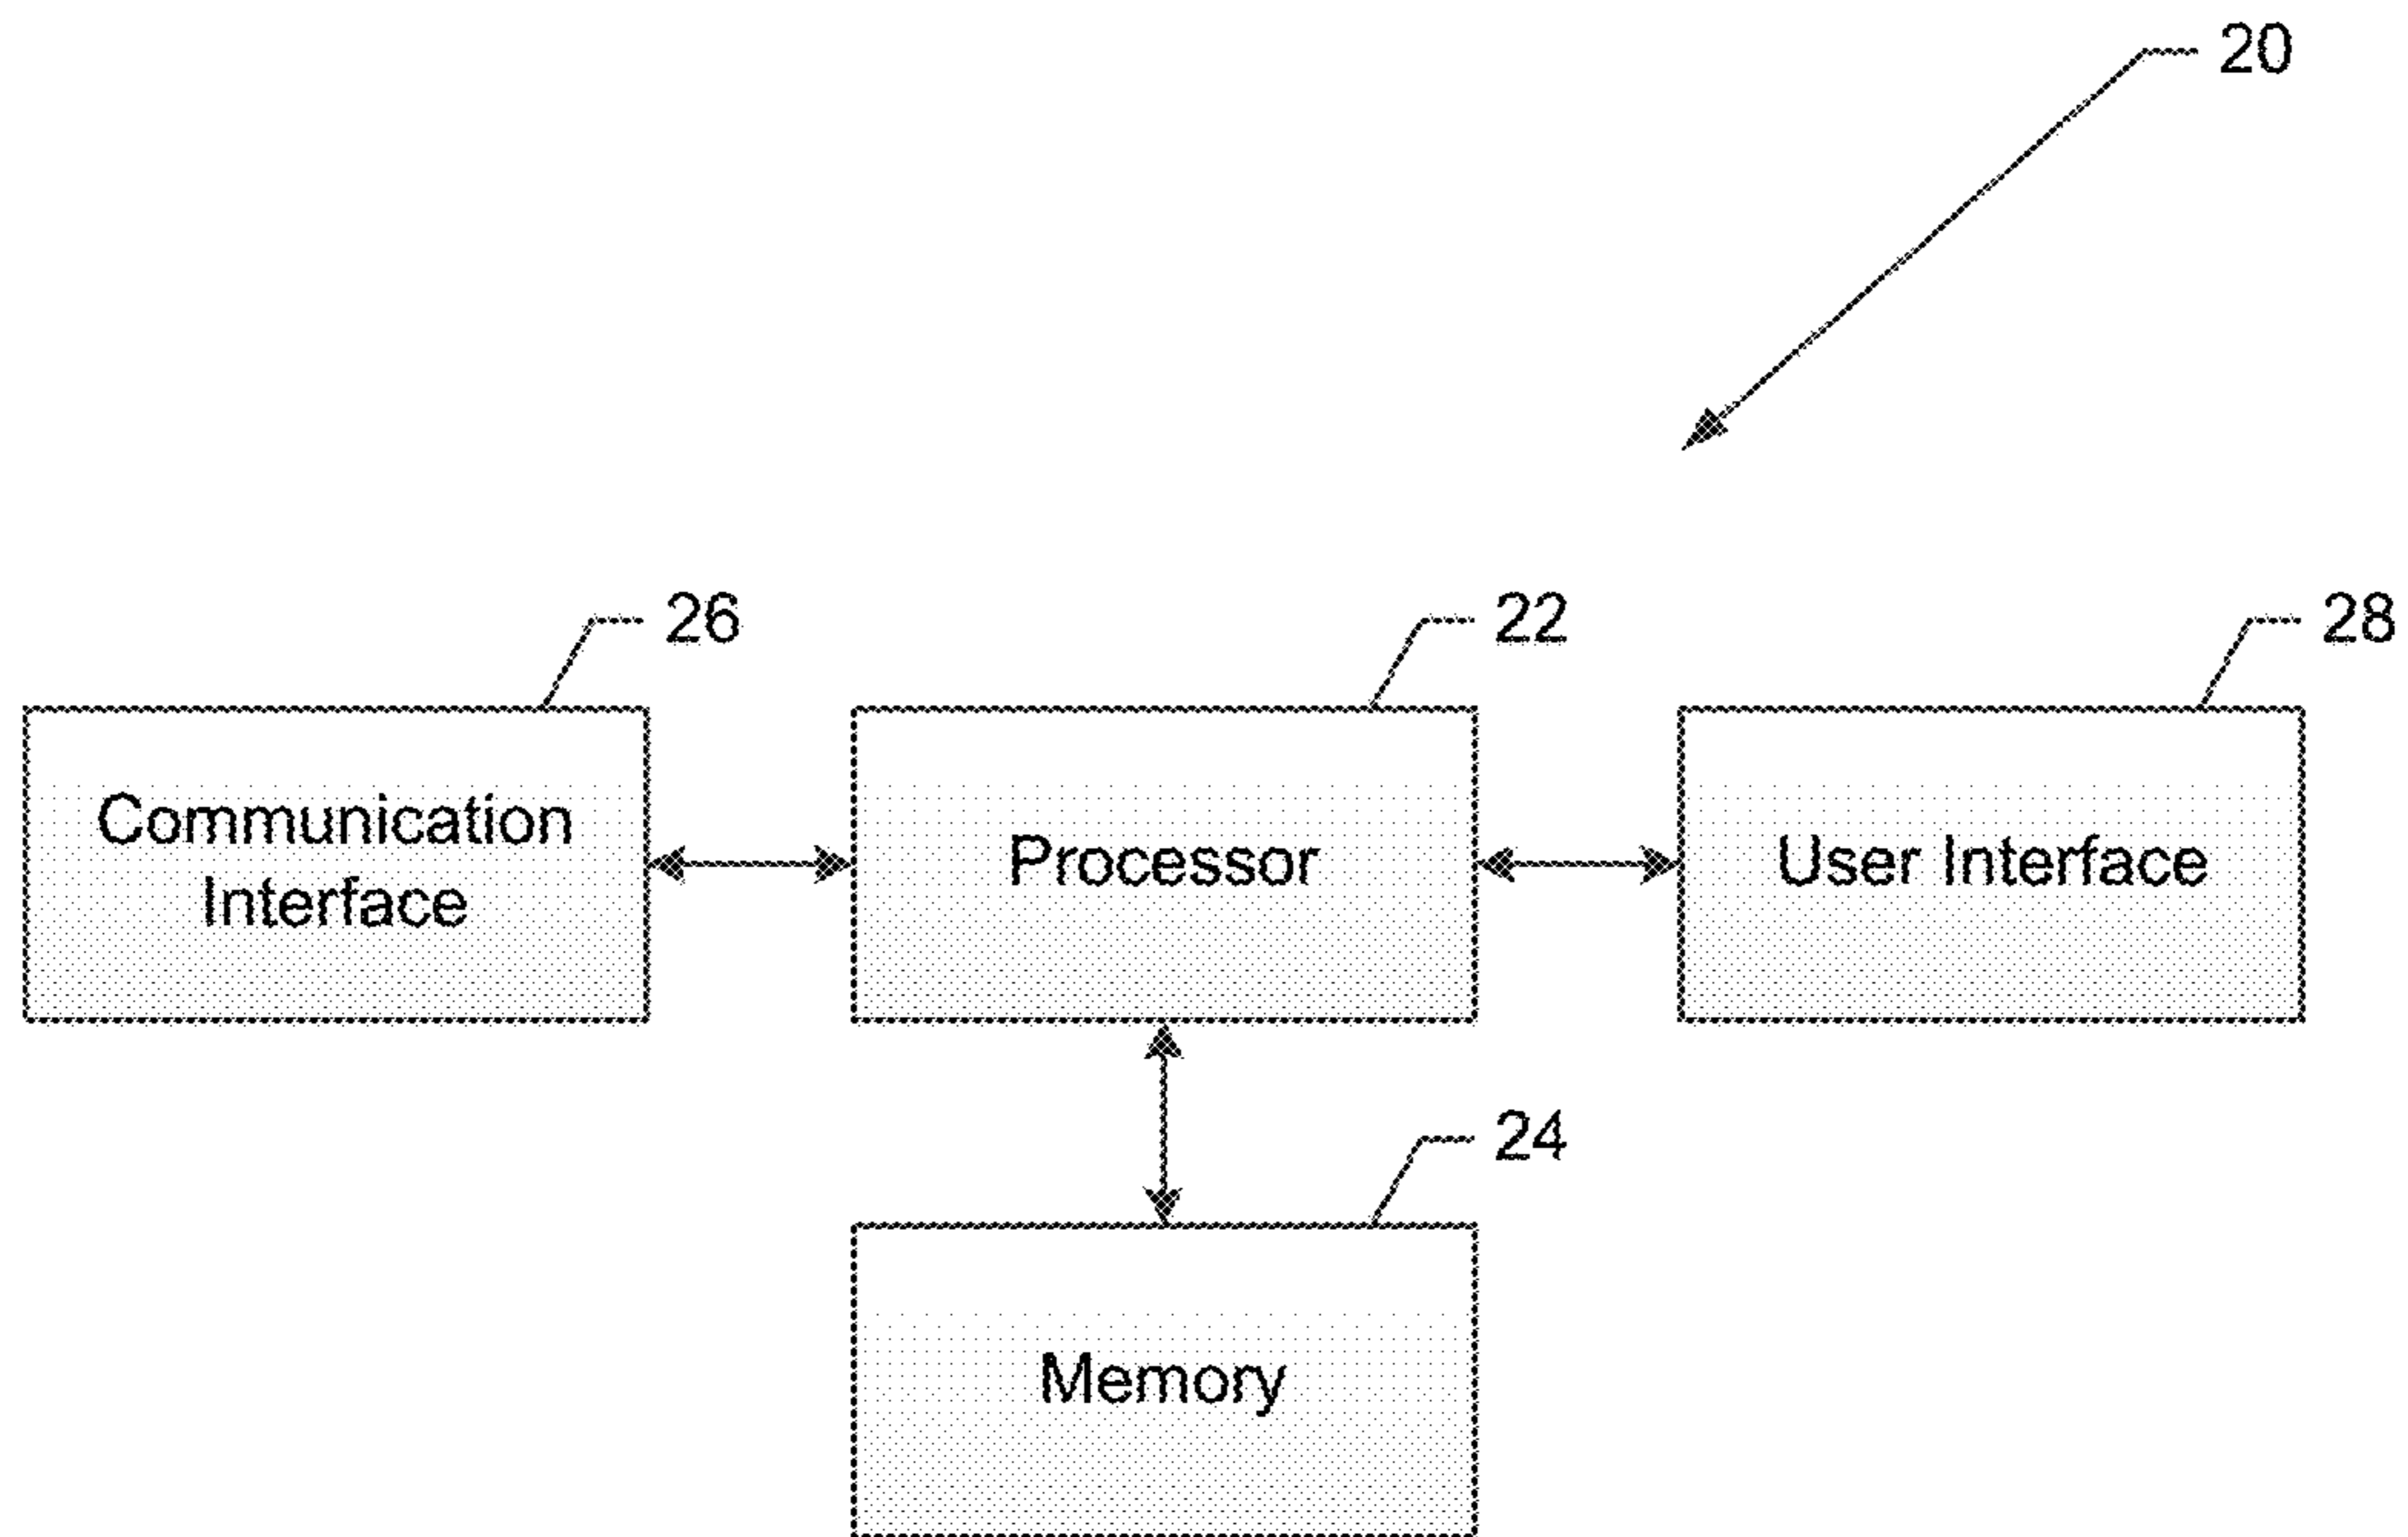 20
26
22
28
Communication
Interface
Processor
User Interface
24
Memory